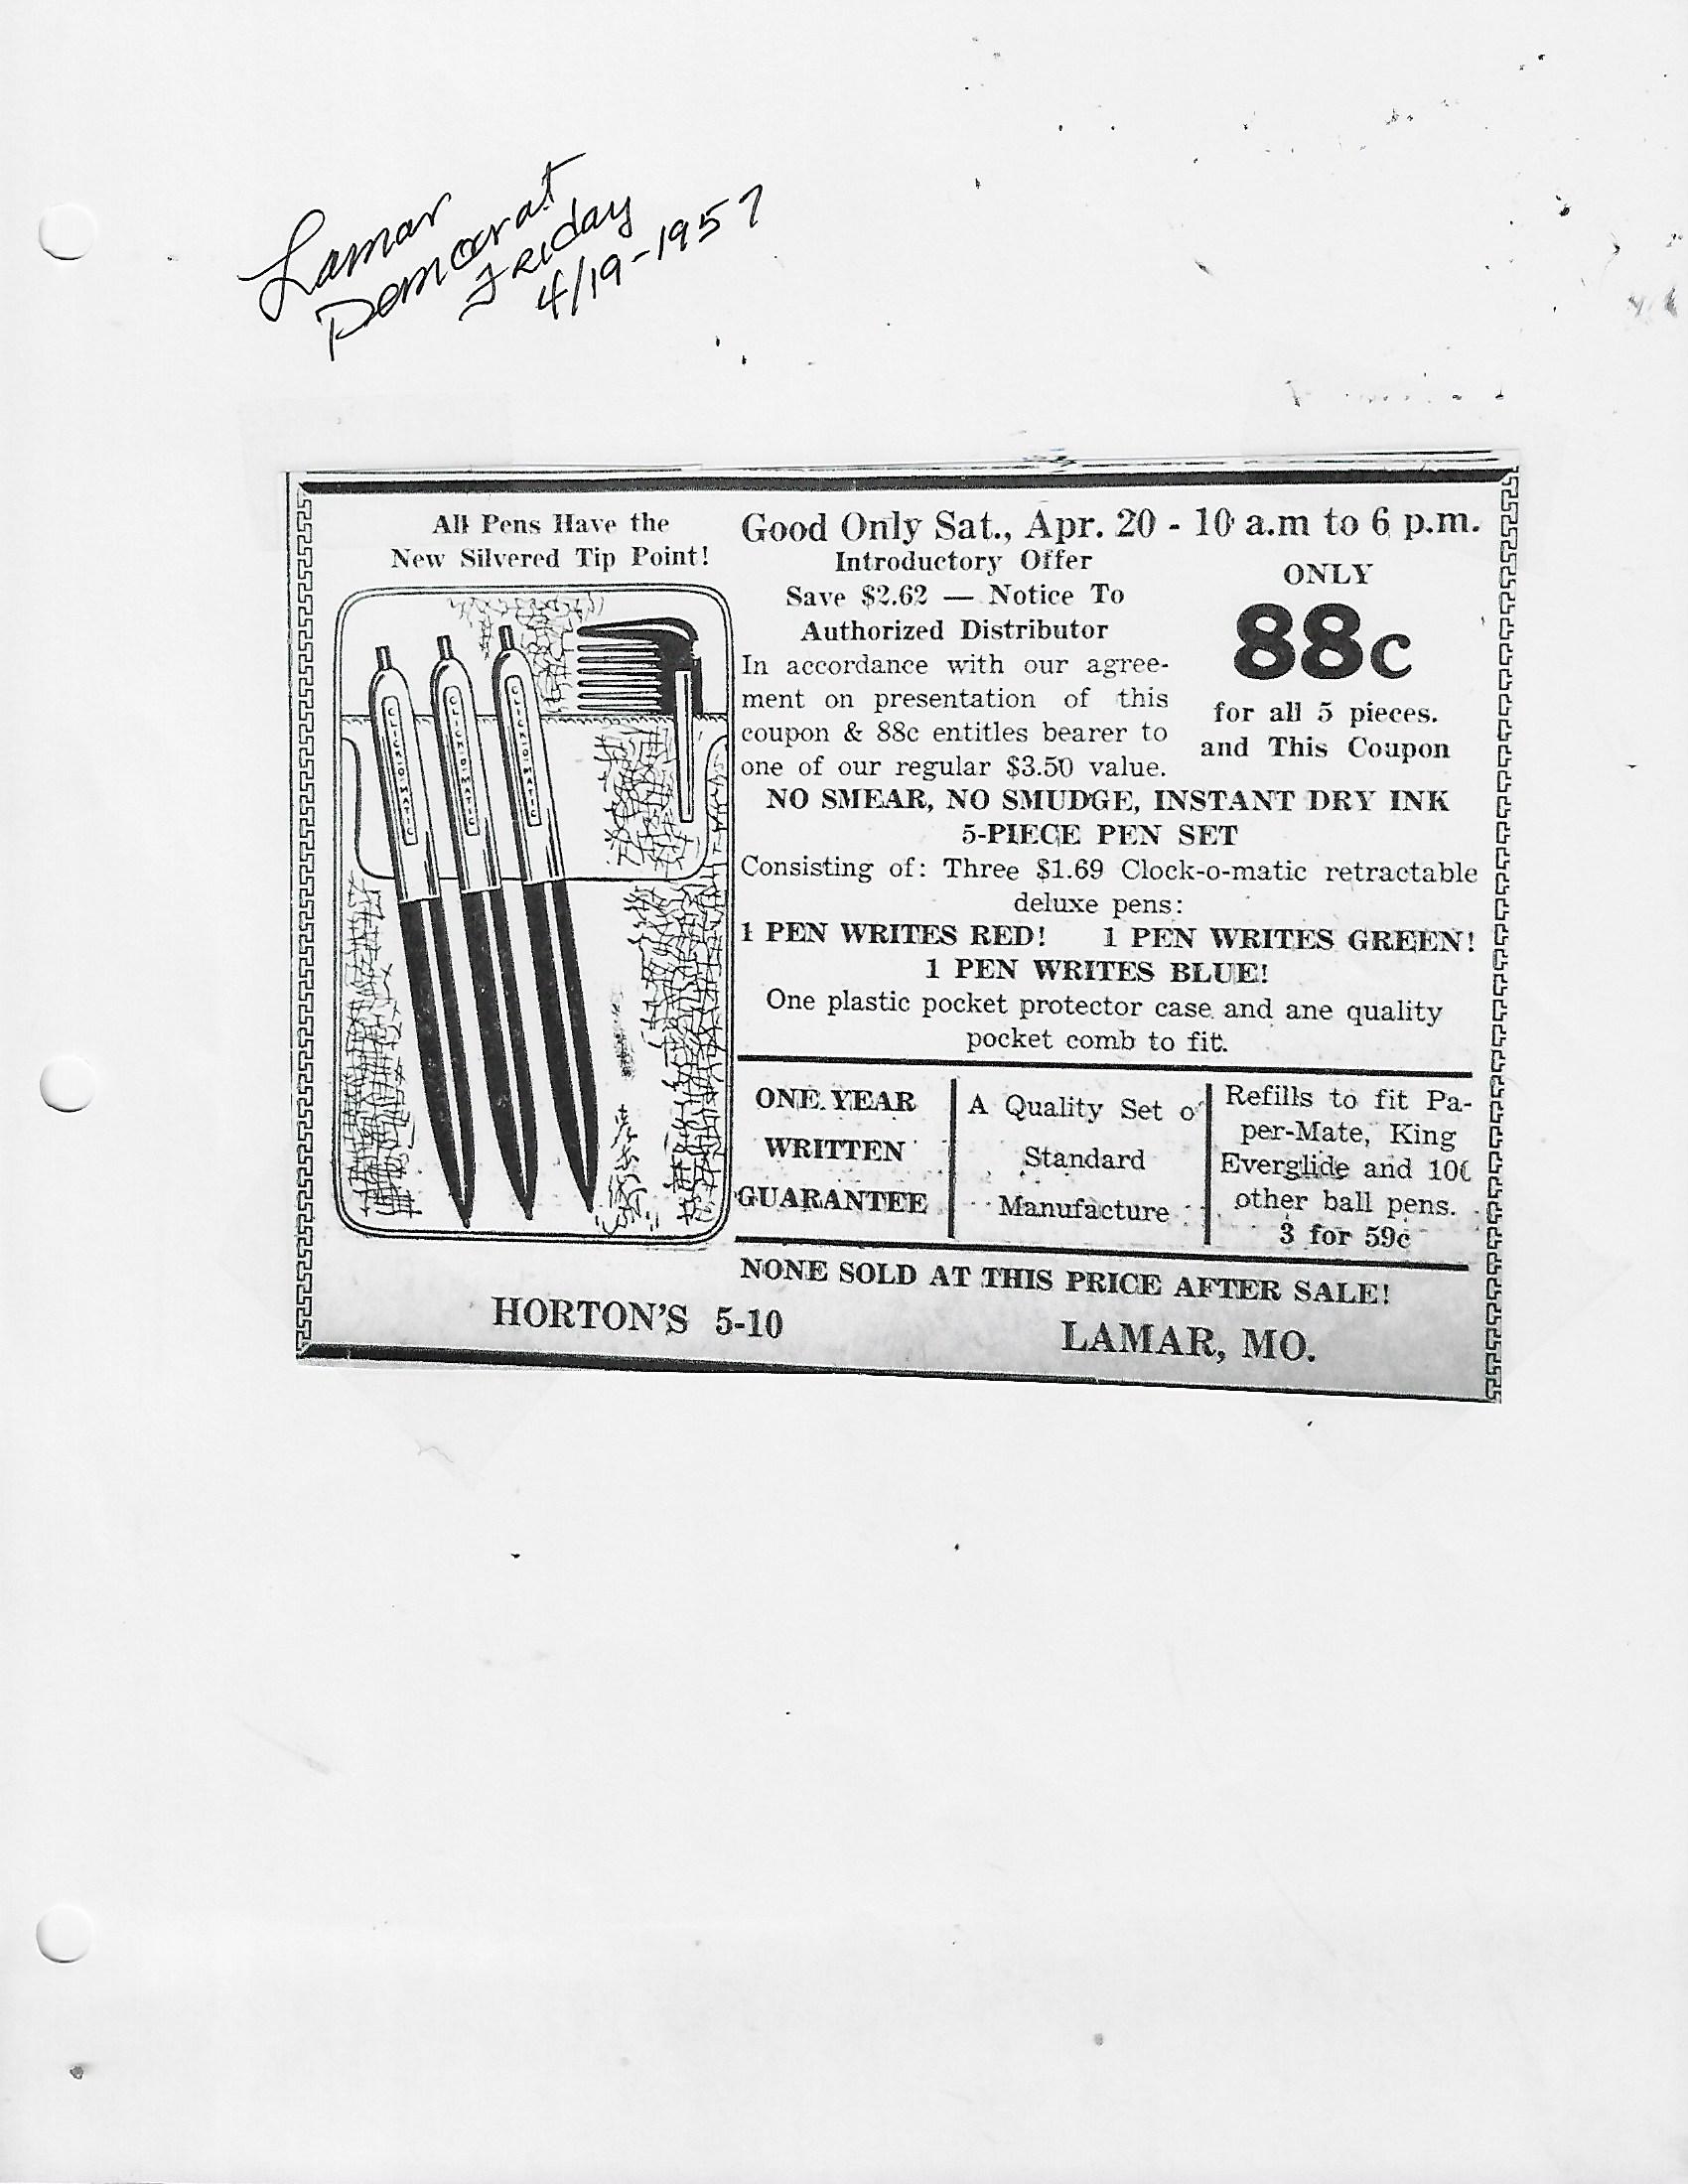 Lamar
Democrat
Friday
4/19-1957
All Pens Have the
New Silvered Tip Point!
Good Only Sat., Apr. 20 - 10 a.m to 6 p.m.
Introductory Offer
Save $2.62 — Notice To
Authorized Distributor
In accordance with our agree-
ment on presentation of this
coupon & 88c entitles bearer to
one of our regular $3.50 value.
ONLY
88c
for all 5 pieces.
and This Coupon
NO SMEAR, NO SMUDGE, INSTANT DRY INK
5-PIECE PEN SET
Consisting of: Three $1.69 Clock-o-matic retractable
deluxe pens:
1 PEN WRITES RED! 1 PEN WRITES GREEN!
1 PEN WRITES BLUE!
One plastic pocket protector case and ane quality
pocket comb to fit.
ONE YEAR
WRITTEN
GUARANTEE
A Quality Set o
Standard
Manufacture
Refills to fit Pa-
per-Mate, King
Everglide and 10
other ball pens.
3 for 59c
NONE SOLD AT THIS PRICE AFTER SALE!
HORTON'S 5-10
LAMAR, MO.